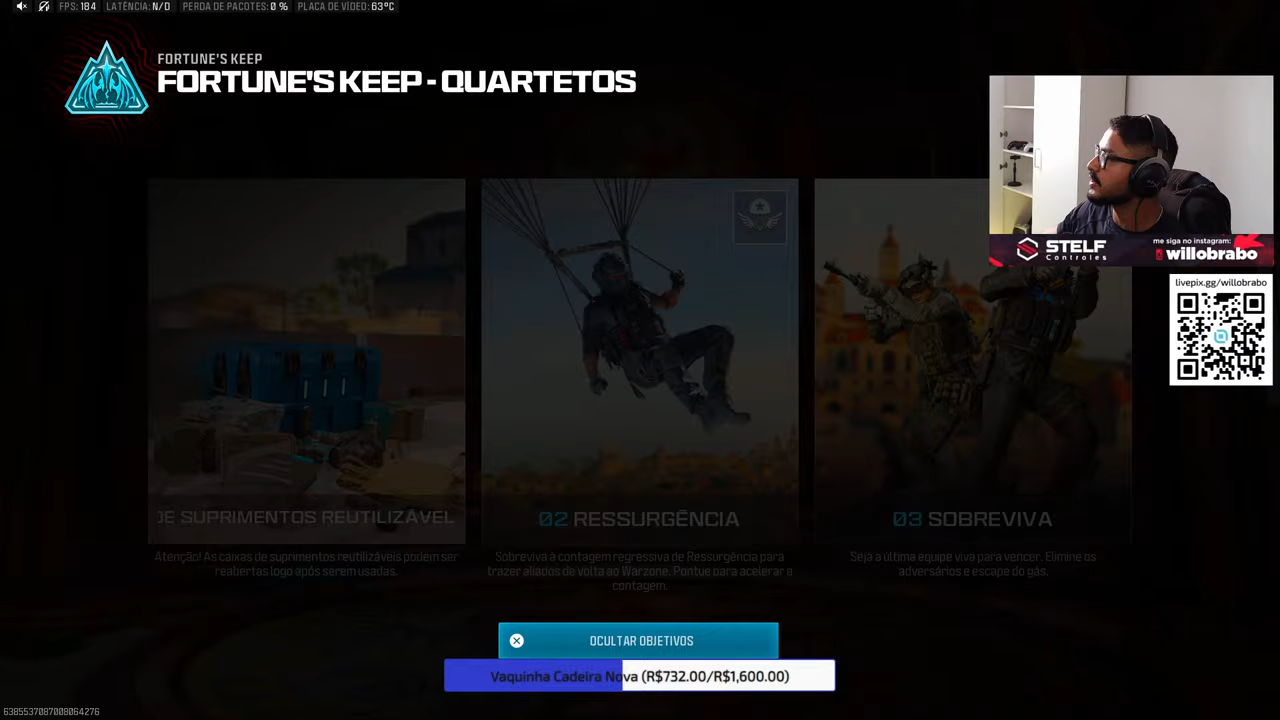 FPS: 184 LATÊNCIA: N/D PERDA DE PACOTES: 0 % PLACA DE VÍDEO: 63ºC
FORTUNE'S KEEP
FORTUNE'S KEEP - QUARTETOS
STELF
Controles
me siga no instagram:
willobrabo
livepix.gg/willobrabo
DE SUPRIMENTOS REUTILIZÁVEL
02 RESSURGÊNCIA
03 SOBREVIVA
Atenção! As caixas de suprimentos reutilizáveis podem ser
reabertas logo após serem usadas.
Sobreviva à contagem regressiva de Ressurgência para
trazer aliados de volta ao Warzone. Pontue para acelerar a
contagem.
Seja a última equipe viva para vencer. Elimine os
adversários e escape do gás.
OCULTAR OBJETIVOS
Vaquinha Cadeira Nova (R$732.00/R$1,600.00)
6385537087008064276